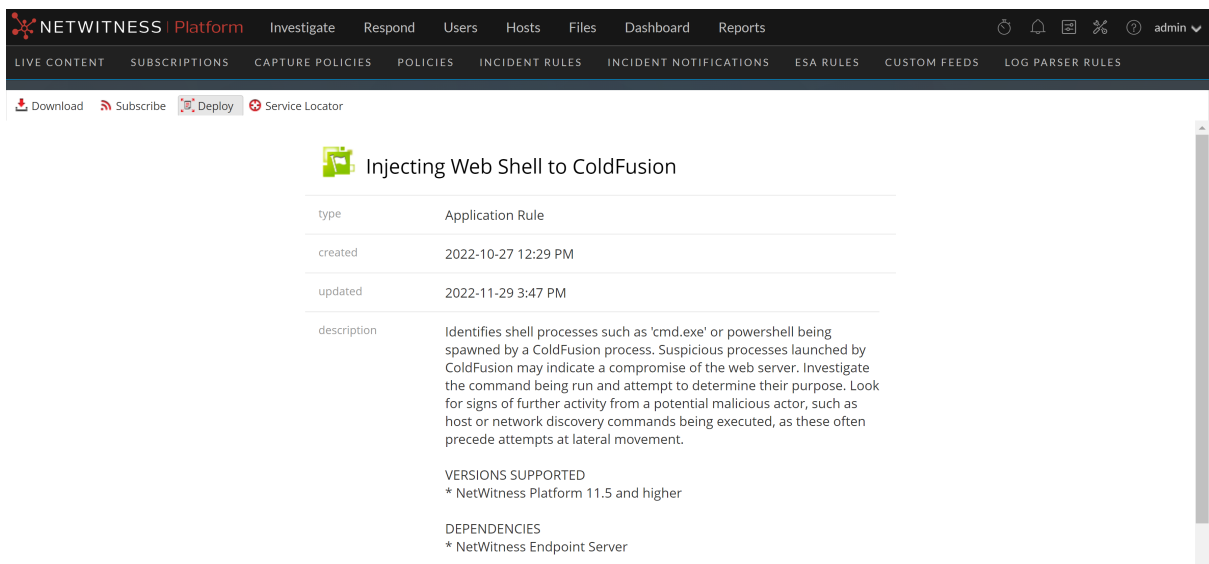 NETWITNESS Platform Investigate Respond Users Hosts Files Dashboard Reports admin
LIVE CONTENT SUBSCRIPTIONS CAPTURE POLICIES POLICIES INCIDENT RULES INCIDENT NOTIFICATIONS ESA RULES CUSTOM FEEDS LOG PARSER RULES
Download Subscribe Deploy Service Locator
Injecting Web Shell to ColdFusion
type Application Rule
created 2022-10-27 12:29 PM
updated 2022-11-29 3:47 PM
description Identifies shell processes such as 'cmd.exe' or powershell being
spawned by a ColdFusion process. Suspicious processes launched by
ColdFusion may indicate a compromise of the web server. Investigate
the command being run and attempt to determine their purpose. Look
for signs of further activity from a potential malicious actor, such as
host or network discovery commands being executed, as these often
precede attempts at lateral movement.
VERSIONS SUPPORTED
* NetWitness Platform 11.5 and higher
DEPENDENCIES
* NetWitness Endpoint Server